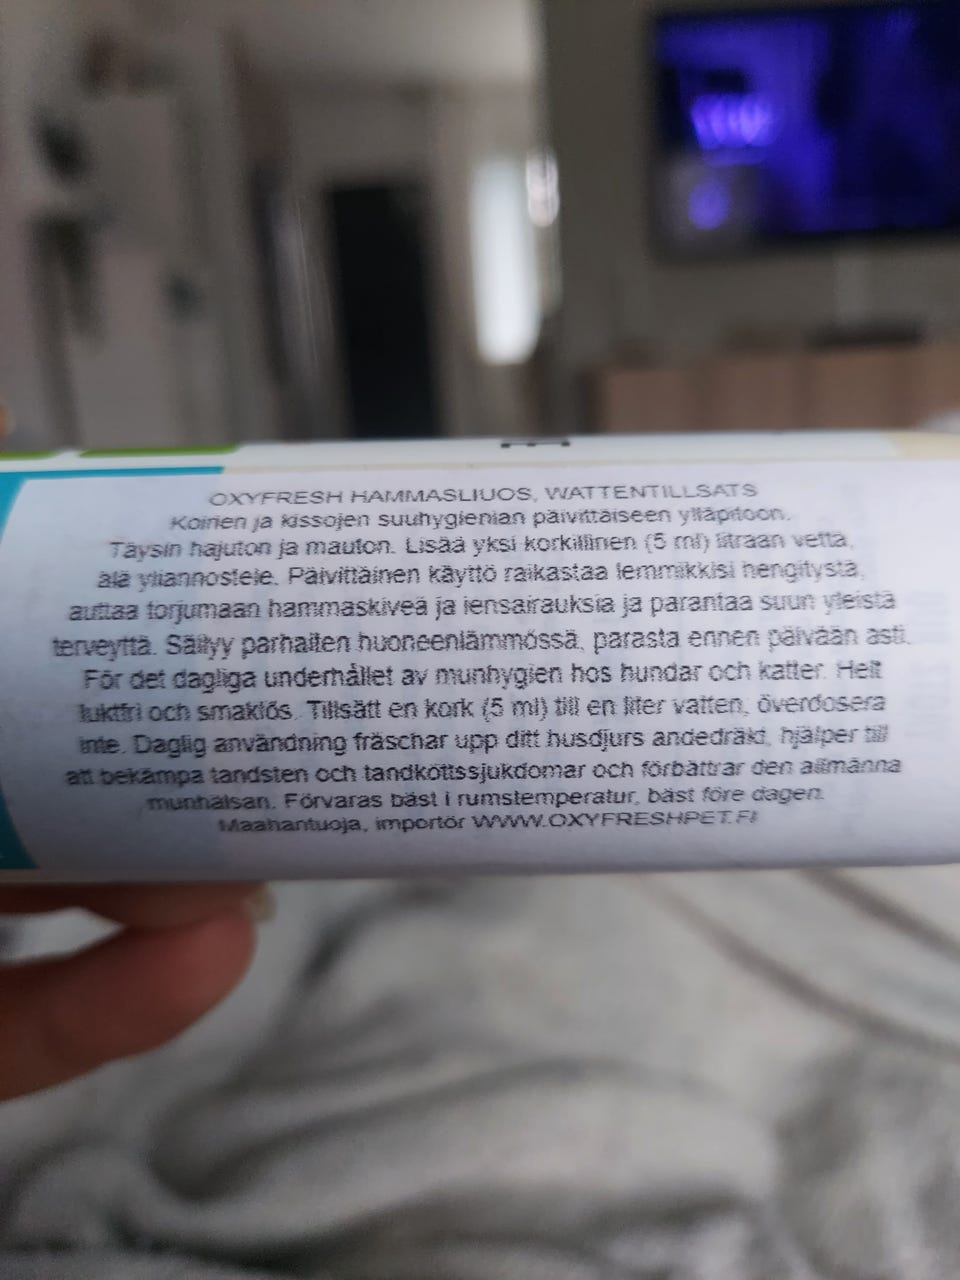 OXYFRESH HAMMASLIUOS, WATTENTILLSATS
Koirien ja kissojen suuhygienian päivittäiseen ylläpitoon.
Täysin hajuton ja mauton. Lisää yksi korkillinen (5 ml) litraan vettä,
älä yliannostele. Päivittäinen käyttö raikastaa lemmikkisi hengitystä,
auttaa torjumaan hammaskiveä ja iensairauksia ja parantaa suun yleistä
terveyttä. Säilyy parhaiten huoneenlämmössä, parasta ennen päivään asti.
För det dagliga underhållet av munhygien hos hundar och katter. Helt
luktfri och smaklös. Tillsätt en kork (5 ml) till en liter vatten, överdosera
inte. Daglig användning fräschar upp ditt husdjurs andedräkt, hjälper till
att bekämpa tandsten och tandköttssjukdomar och förbättrar den allmänna
munhälsan. Förvaras bäst i rumstemperatur, bäst före dagen.
Maahantuoja, importör WWW.OXYFRESHPET.FI